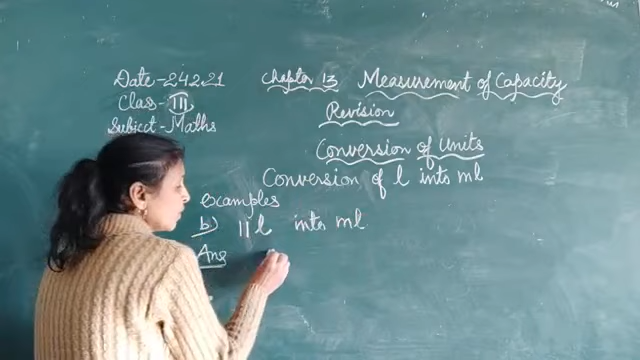 Date - 24.2.21
Chapter 13 Measurement of Capacity
Class - III
Revision
Subject - Maths
Conversion of Units
Conversion of l into ml
Examples
b) 11 l into ml
Ans